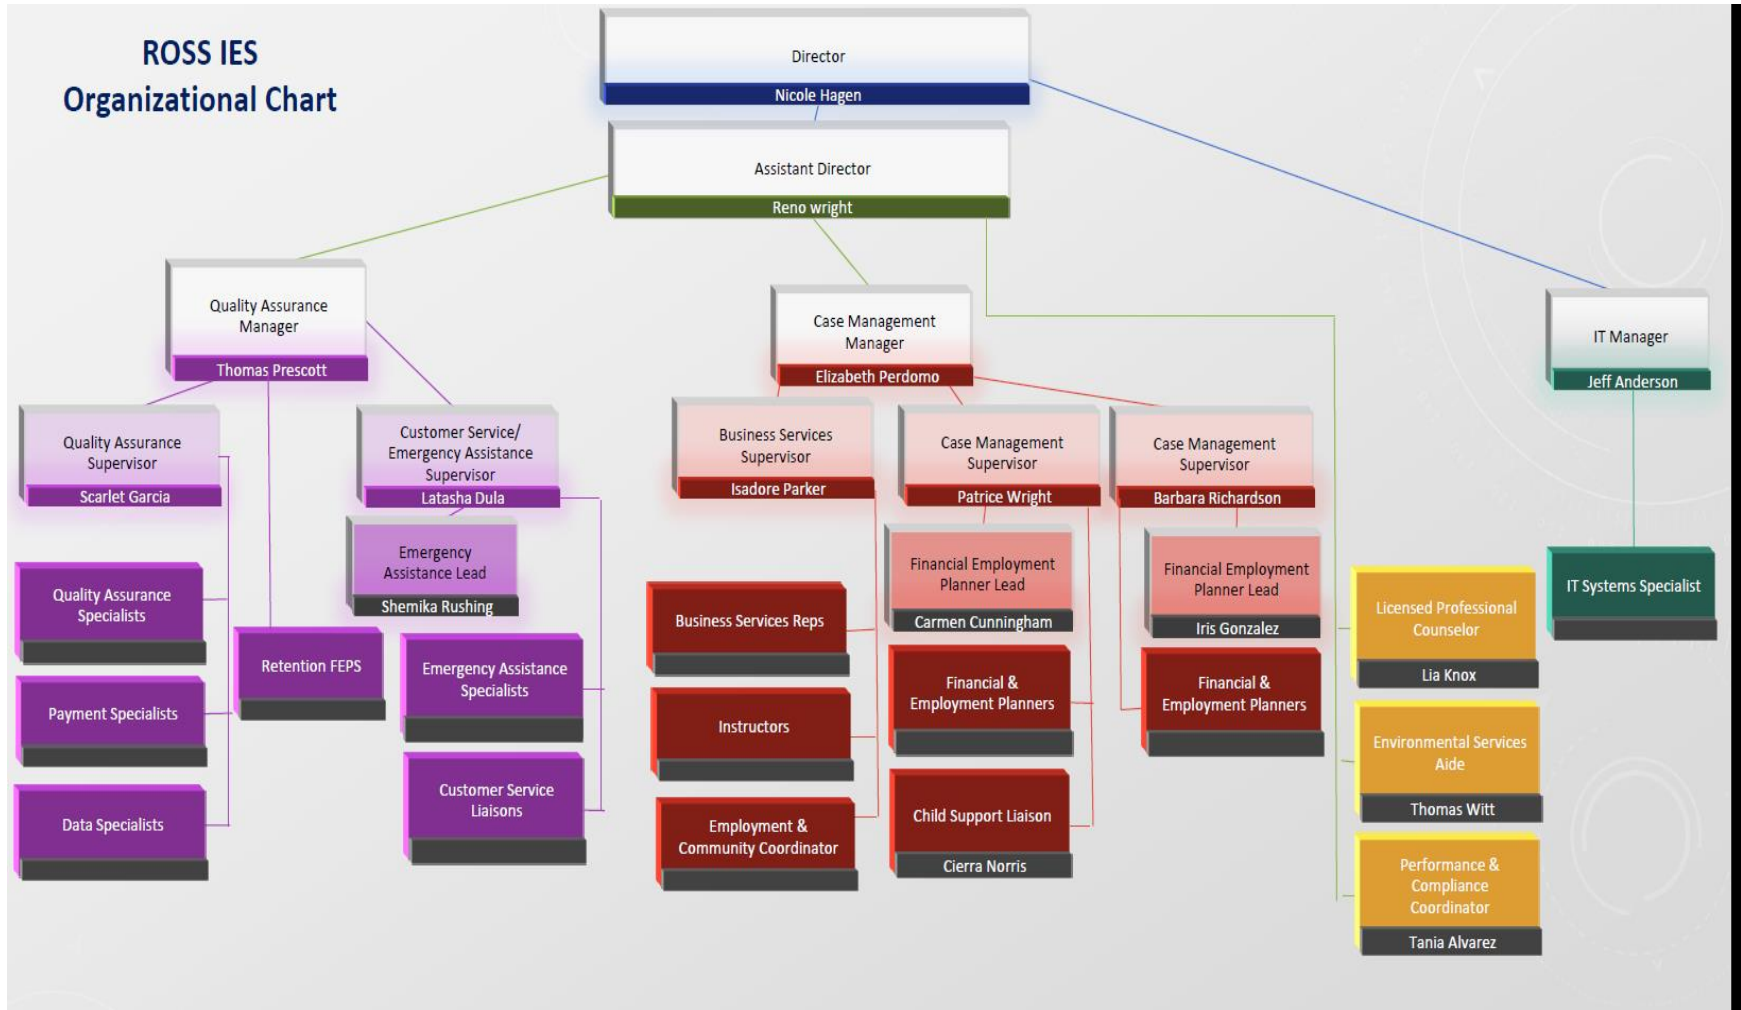 ROSS IES
Organizational Chart
Director
Nicole Hagen
Assistant Director
Reno wright
Quality Assurance
Manager
Thomas Prescott
Case Management
Manager
Elizabeth Perdomo
IT Manager
Jeff Anderson
Quality Assurance
Supervisor
Scarlet Garcia
Customer Service/
Emergency Assistance
Supervisor
Latasha Dula
Business Services
Supervisor
Isadore Parker
Case Management
Supervisor
Patrice Wright
Case Management
Supervisor
Barbara Richardson
Emergency
Assistance Lead
Shemika Rushing
Financial Employment
Planner Lead
Carmen Cunningham
Financial Employment
Planner Lead
Iris Gonzalez
Quality Assurance
Specialists
Payment Specialists
Data Specialists
Retention FEPS
Emergency Assistance
Specialists
Customer Service
Liaisons
Business Services Reps
Instructors
Employment &
Community Coordinator
Financial &
Employment Planners
Child Support Liaison
Cierra Norris
Financial &
Employment Planners
Licensed Professional
Counselor
Lia Knox
Environmental Services
Aide
Thomas Witt
Performance &
Compliance
Coordinator
Tania Alvarez
IT Systems Specialist